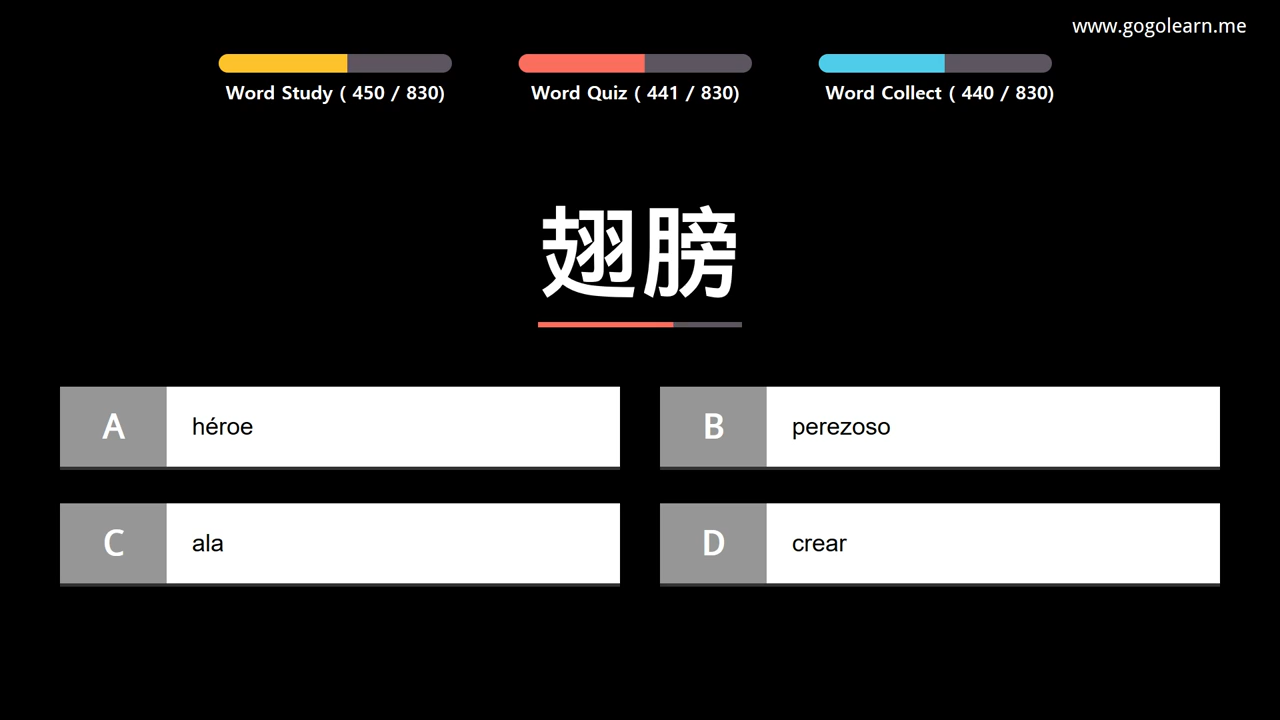 www.gogolearn.me
Word Study ( 450 / 830)
Word Quiz ( 441 / 830)
Word Collect ( 440 / 830)
翅膀
A héroe
B perezoso
C ala
D crear